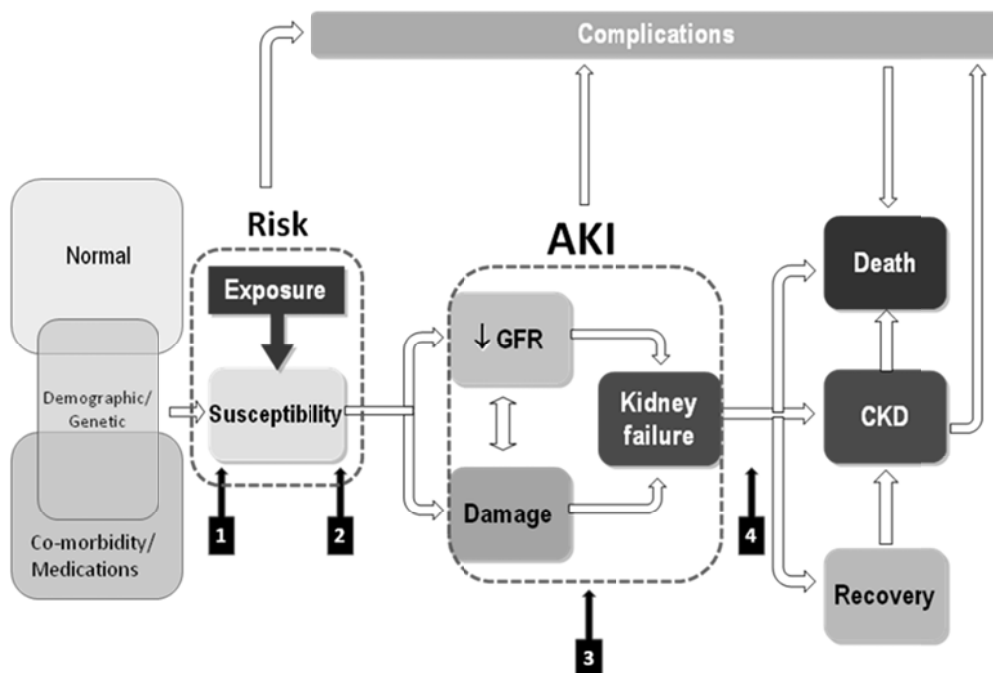 Complications
Normal
Demographic/
Genetic
Co-morbidity/
Medications
Risk
Exposure
Susceptibility
1
2
AKI
↓ GFR
Damage
Kidney
failure
3
4
Death
CKD
Recovery